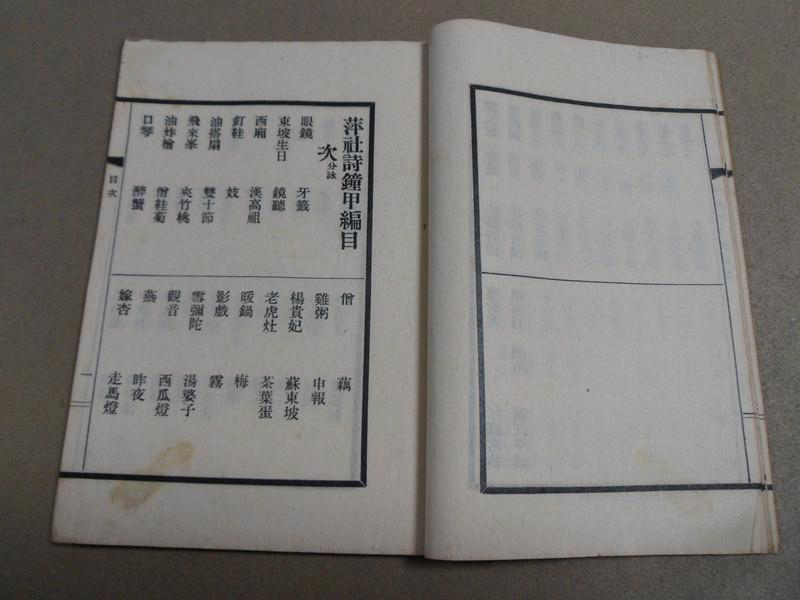 萍社詩鐘甲編目
次分詠
眼鏡 牙籤
東坡生日 鏡聽
西廂 漢高祖
釘鞋 妓
油搭扇 雙十節
飛來峯 夾竹桃
油炸檜 僧鞋菊
口琴 醉蟹
僧 藕
雞粥 申報
楊貴妃 蘇東坡
老虎灶 茶葉蛋
暖鍋 梅
影戲 霧
雪彌陀 湯婆子
觀音 西瓜燈
燕 昨夜
嫁杏 走馬燈
目次
一